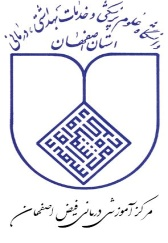 دانشگاه علوم پزشکی و خدمات بهداشتی، درمانی
استان اصفهان
مرکز آموزشی درمانی فیض اصفهان